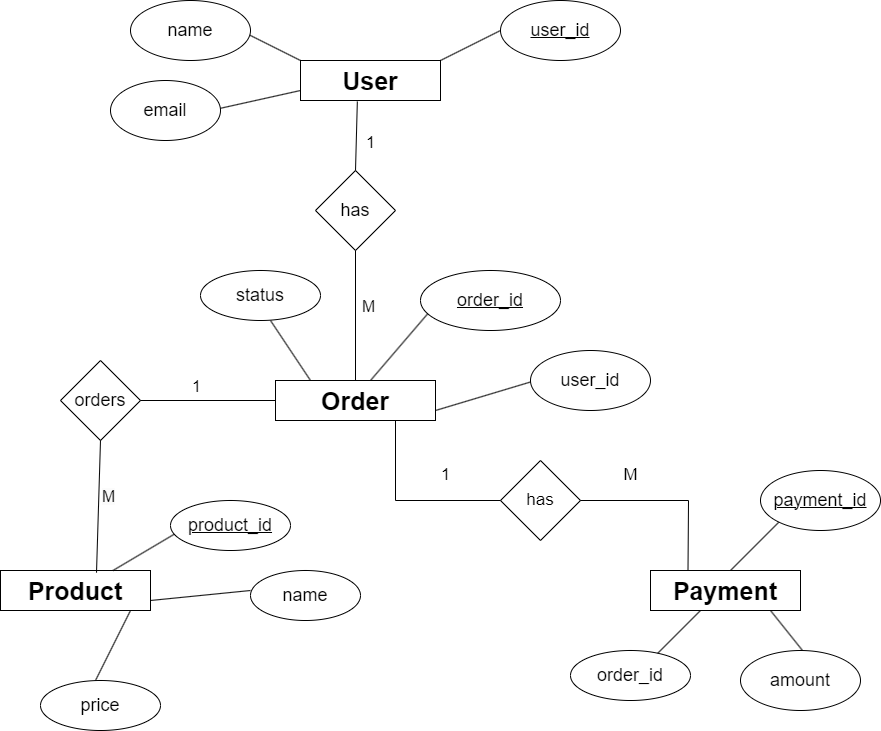 name
user_id
User
email
1
has
status
order_id
M
user_id
orders
1
Order
1
M
has
M
payment_id
product_id
Product
name
Payment
order_id
amount
price